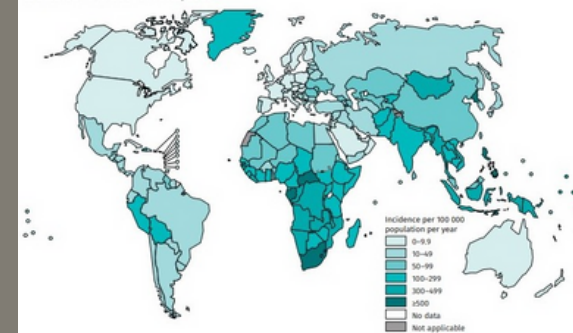 Incidence per 100 000
population per year
0–9.9
10–49
50–99
100–299
300–499
≥500
No data
Not applicable